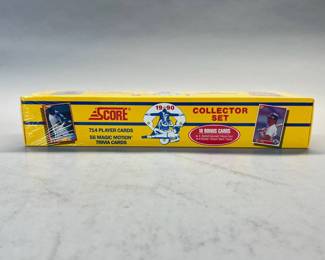 SCORE
714 PLAYER CARDS
56 MAGIC MOTION
TRIVIA CARDS
1990
COLLECTOR
SET
10 BONUS CARDS